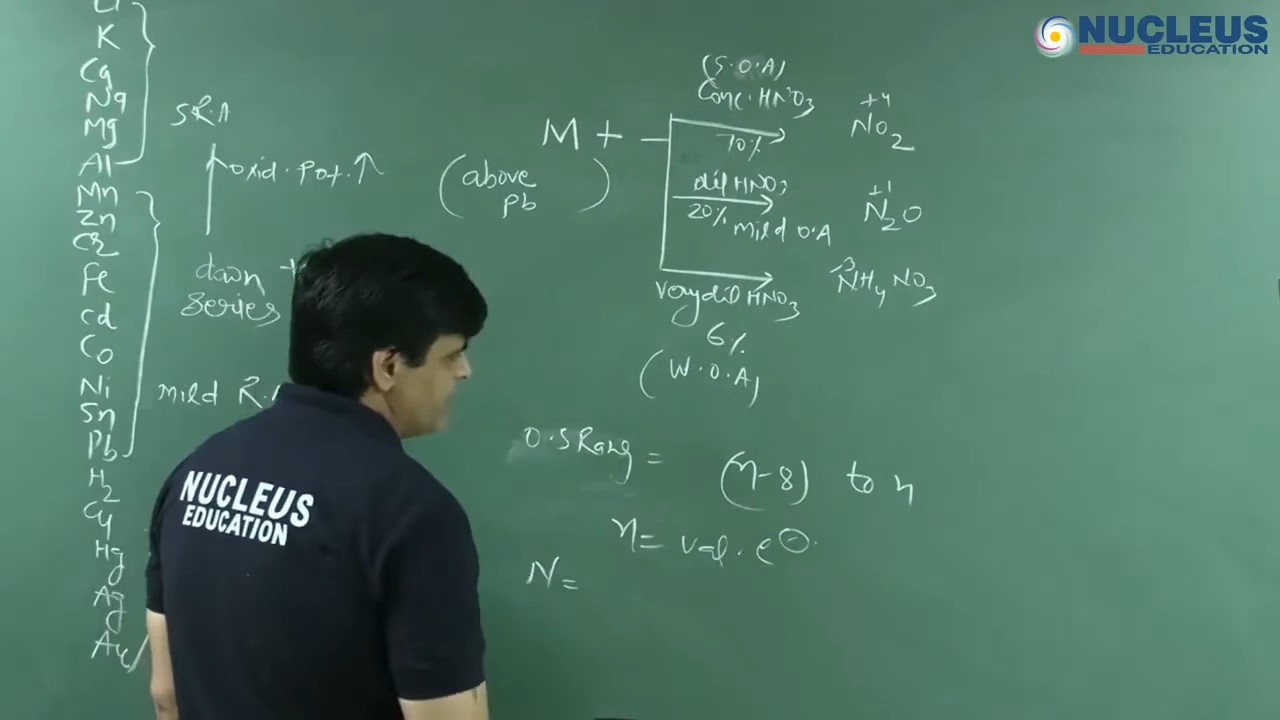 NUCLEUS
EDUCATION
Li
K
Ca
Na
Mg
Al
Mn
Zn
Cr
Fe
Cd
Co
Ni
Sn
Pb
H2
Cu
Hg
Ag
Au
S.R.A
oxid. Pot. ↑
down
series
mild R.
M +
(above
Pb)
(S.O.A)
Conc. HNO3
70%
+4
NO2
dil HNO3
20% mild O.A
+1
N2O
Very dil HNO3
6%
(W.O.A)
-3
NH4NO3
O.S Rang = (n-8) to n
n = val. e⊖.
N =
NUCLEUS
EDUCATION